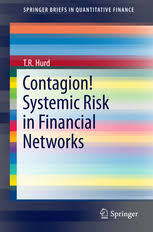 SPRINGER BRIEFS IN QUANTITATIVE FINANCE
T.R. Hurd
Contagion!
Systemic Risk
in Financial
Networks
Springer